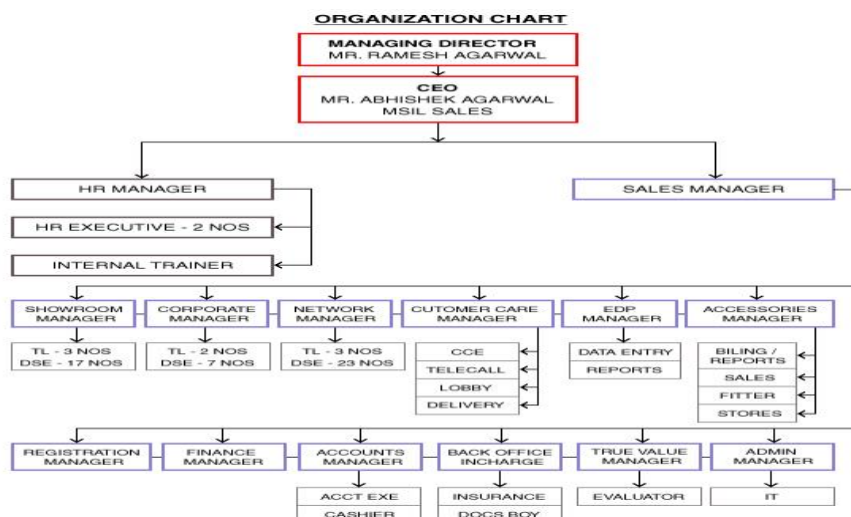 ORGANIZATION CHART
MANAGING DIRECTOR
MR. RAMESH AGARWAL
CEO
MR. ABHISHEK AGARWAL
MSIL SALES
HR MANAGER
SALES MANAGER
HR EXECUTIVE - 2 NOS
INTERNAL TRAINER
SHOWROOM
MANAGER
CORPORATE
MANAGER
NETWORK
MANAGER
CUTOMER CARE
MANAGER
EDP
MANAGER
ACCESSORIES
MANAGER
TL - 3 NOS
DSE - 17 NOS
TL - 2 NOS
DSE - 7 NOS
TL - 3 NOS
DSE - 23 NOS
CCE
TELECALL
LOBBY
DELIVERY
DATA ENTRY
REPORTS
BILING /
REPORTS
SALES
FITTER
STORES
REGISTRATION
MANAGER
FINANCE
MANAGER
ACCOUNTS
MANAGER
BACK OFFICE
INCHARGE
TRUE VALUE
MANAGER
ADMIN
MANAGER
ACCT EXE
CASHIER
INSURANCE
DOCS BOY
EVALUATOR
IT